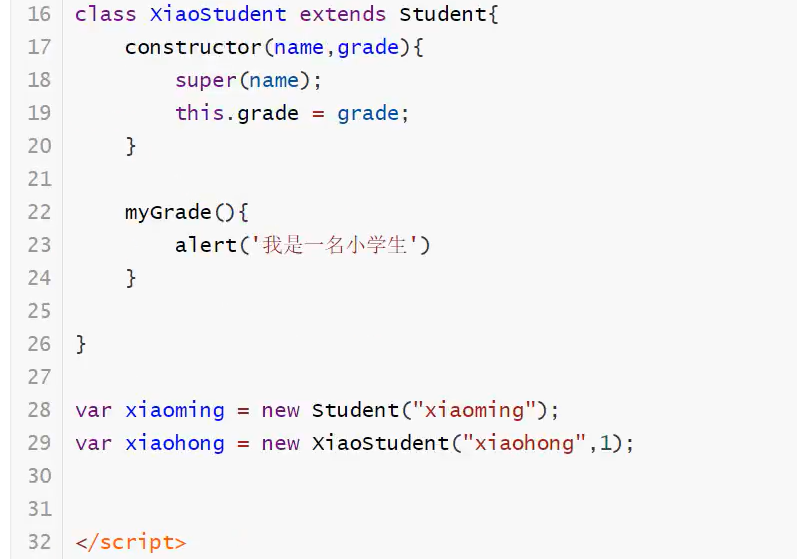 16 class XiaoStudent extends Student{
17     constructor(name,grade){
18         super(name);
19         this.grade = grade;
20     }
21
22     myGrade(){
23         alert('我是一名小学生')
24     }
25
26 }
27
28 var xiaoming = new Student("xiaoming");
29 var xiaohong = new XiaoStudent("xiaohong",1);
30
31
32 </script>